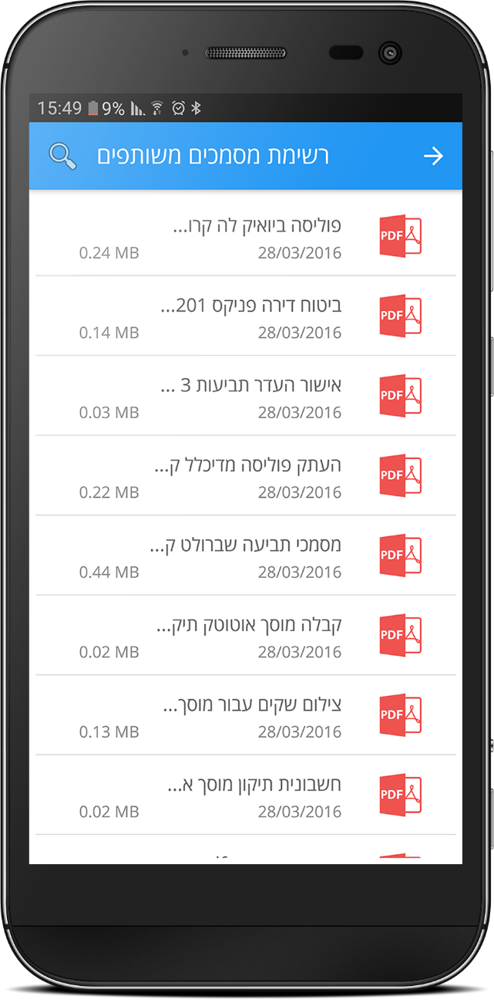 15:49 9%
רשימת מסמכים משותפים
פוליסה ביואיק לה קרו...
PDF
28/03/2016 0.24 MB
ביטוח דירה פניקס 201...
PDF
28/03/2016 0.14 MB
אישור העדר תביעות 3 ...
PDF
28/03/2016 0.03 MB
העתק פוליסה מדיכלל ק...
PDF
28/03/2016 0.22 MB
מסמכי תביעה שברולט ק...
PDF
28/03/2016 0.44 MB
קבלה מוסך אוטוטק תיק...
PDF
28/03/2016 0.02 MB
צילום שקים עבור מוסך...
PDF
28/03/2016 0.13 MB
חשבונית תיקון מוסך א...
PDF
28/03/2016 0.02 MB